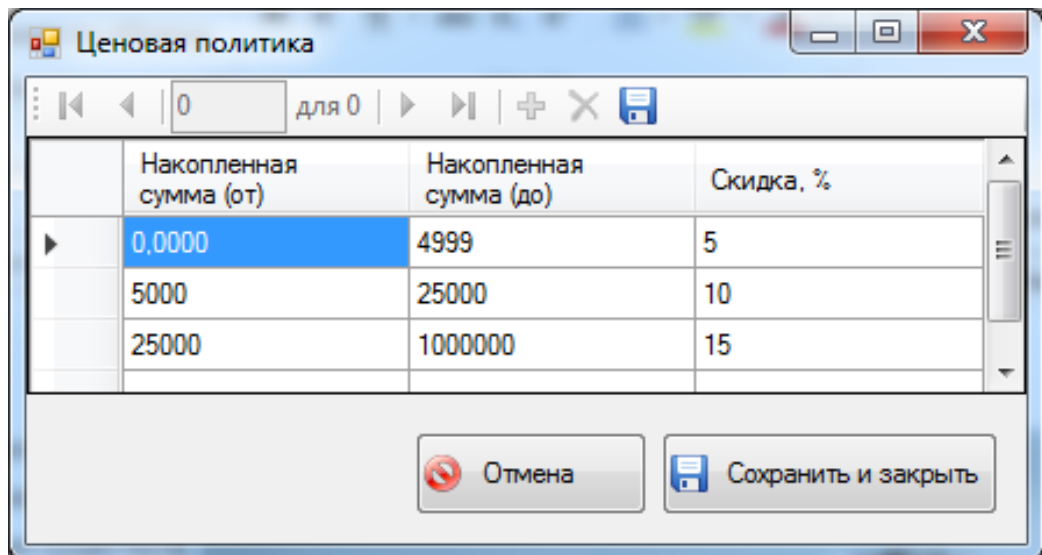 Ценовая политика
0 для 0
Накопленная сумма (от) Накопленная сумма (до) Скидка, %
0,0000 4999 5
5000 25000 10
25000 1000000 15
Отмена Сохранить и закрыть